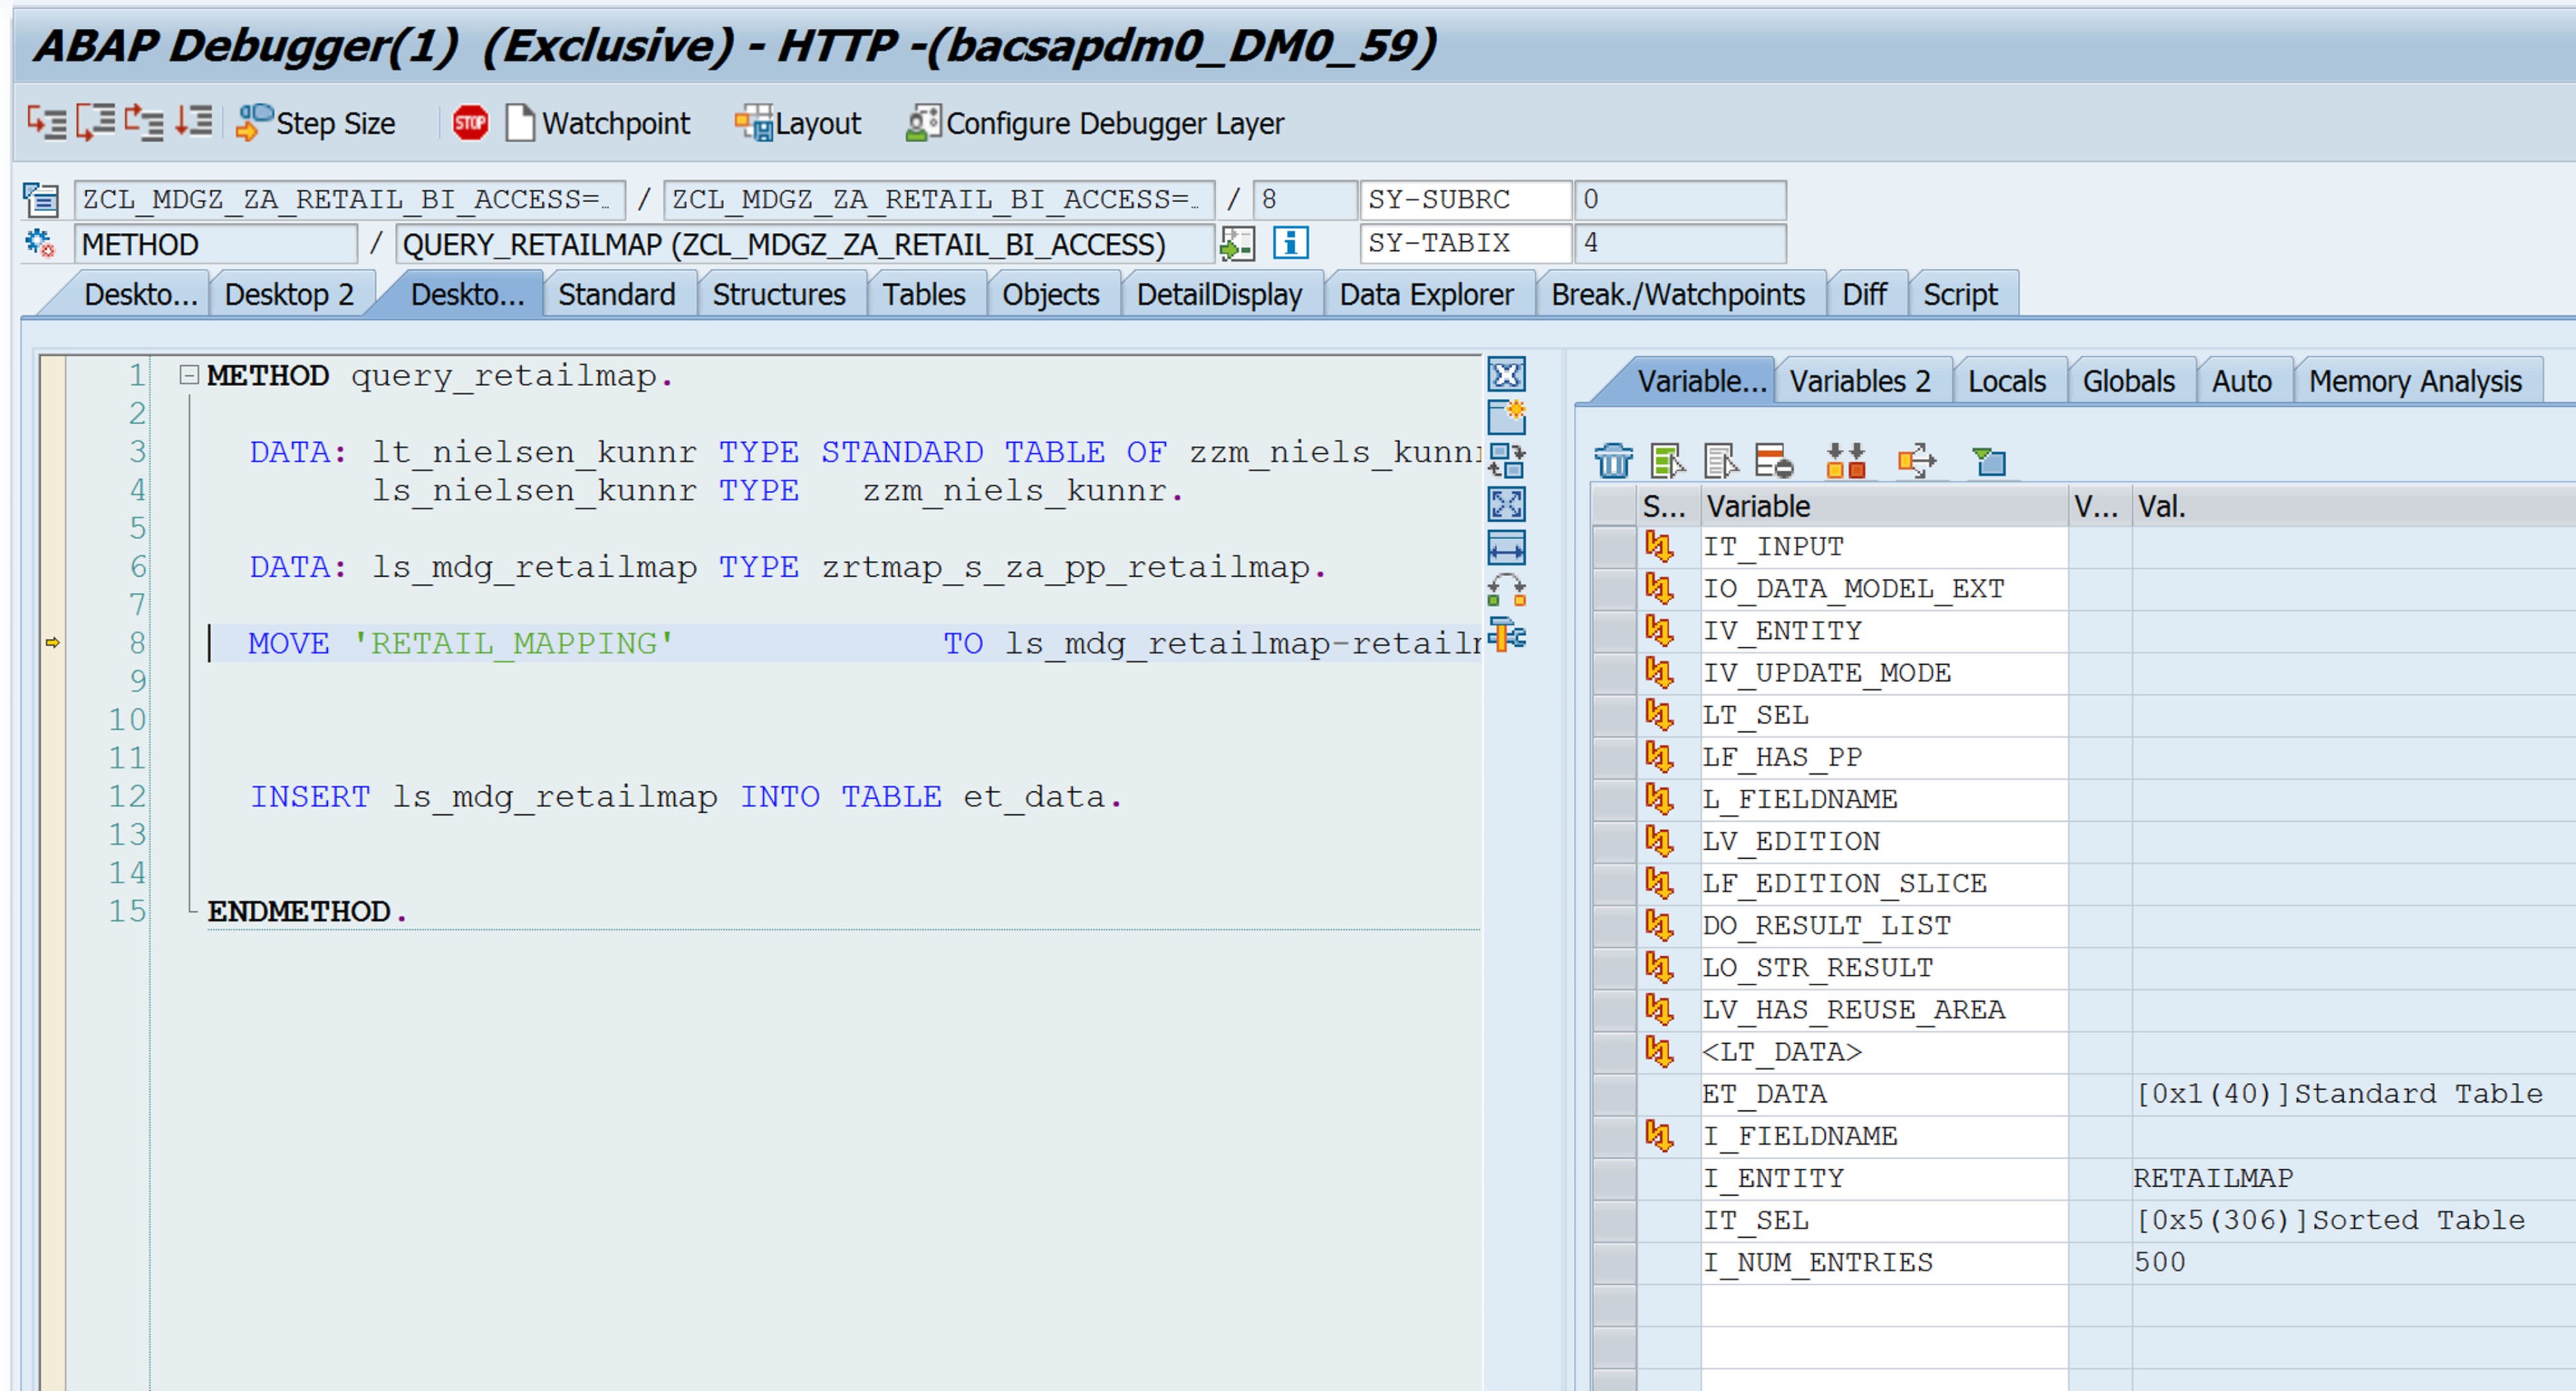 ABAP Debugger(1) (Exclusive) - HTTP -(bacsapdm0_DM0_59)
Step Size STOP Watchpoint Layout Configure Debugger Layer
ZCL_MDGZ_ZA_RETAIL_BI_ACCESS=… / ZCL_MDGZ_ZA_RETAIL_BI_ACCESS=… / 8 SY-SUBRC 0
METHOD / QUERY_RETAILMAP (ZCL_MDGZ_ZA_RETAIL_BI_ACCESS) SY-TABIX 4
Deskto... Desktop 2 Deskto... Standard Structures Tables Objects DetailDisplay Data Explorer Break./Watchpoints Diff Script
1 METHOD query_retailmap.
2
3 DATA: lt_nielsen_kunnr TYPE STANDARD TABLE OF zzm_niels_kunnr
4 ls_nielsen_kunnr TYPE zzm_niels_kunnr.
5
6 DATA: ls_mdg_retailmap TYPE zrtmap_s_za_pp_retailmap.
7
8 MOVE 'RETAIL_MAPPING' TO ls_mdg_retailmap-retailm
9
10
11
12 INSERT ls_mdg_retailmap INTO TABLE et_data.
13
14
15 ENDMETHOD.
Variable... Variables 2 Locals Globals Auto Memory Analysis
S... Variable V... Val.
IT_INPUT
IO_DATA_MODEL_EXT
IV_ENTITY
IV_UPDATE_MODE
LT_SEL
LF_HAS_PP
L_FIELDNAME
LV_EDITION
LF_EDITION_SLICE
DO_RESULT_LIST
LO_STR_RESULT
LV_HAS_REUSE_AREA
<LT_DATA>
ET_DATA [0x1(40)]Standard Table
I_FIELDNAME
I_ENTITY RETAILMAP
IT_SEL [0x5(306)]Sorted Table
I_NUM_ENTRIES 500